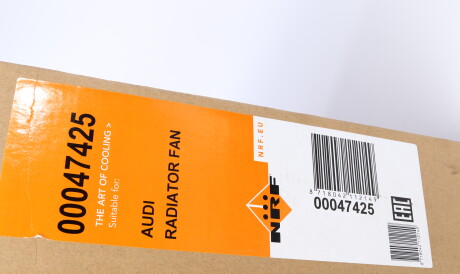 00047425
THE ART OF COOLING >
Suitable for:
AUDI
RADIATOR FAN
NRF.EU
NRF
00047425
EAC